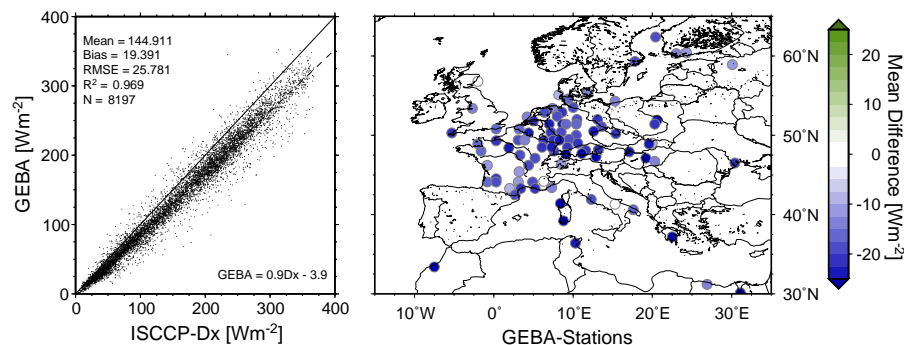 Mean = 144.911
Bias = 19.391
RMSE = 25.781
R² = 0.969
N = 8197
GEBA = 0.9Dx - 3.9
GEBA [Wm⁻²]
400
300
200
100
0
0 100 200 300 400
ISCCP-Dx [Wm⁻²]
60˚N
50˚N
40˚N
30˚N
10˚W 0˚ 10˚E 20˚E 30˚E
GEBA-Stations
20
10
0
-10
-20
Mean Difference [Wm⁻²]